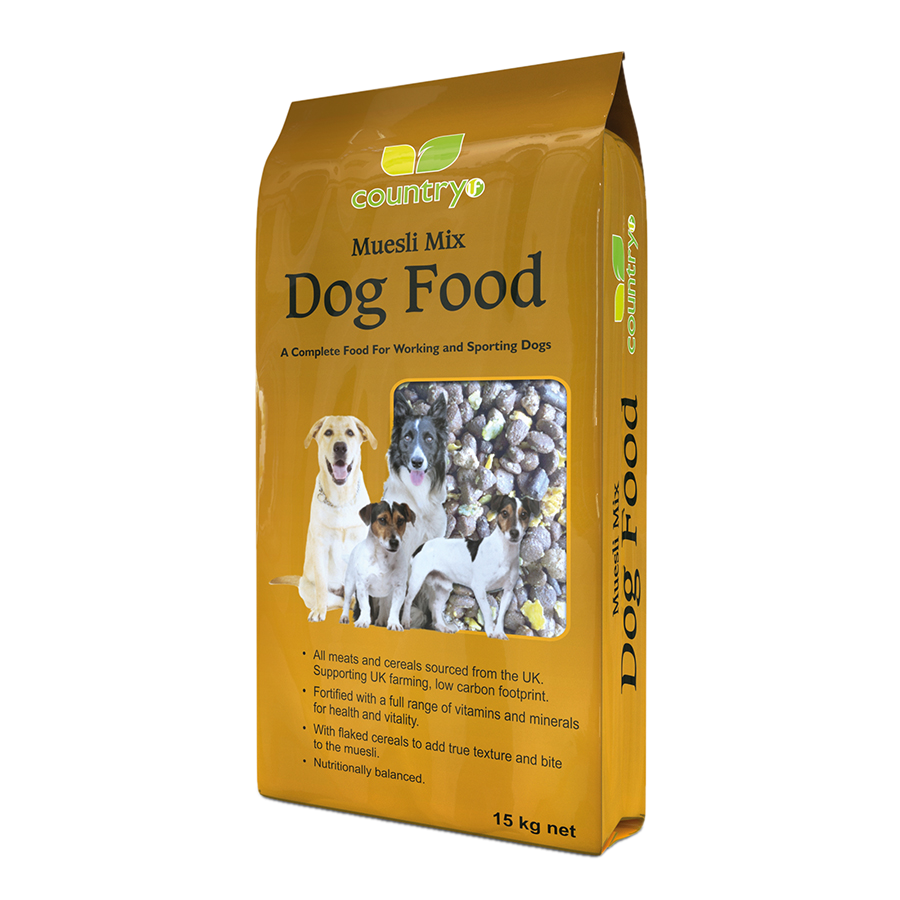 countryUF
Muesli Mix
Dog Food
A Complete Food For Working and Sporting Dogs
• All meats and cereals sourced from the UK.
Supporting UK farming, low carbon footprint.
• Fortified with a full range of vitamins and minerals
for health and vitality.
• With flaked cereals to add true texture and bite
to the muesli.
• Nutritionally balanced.
15 kg net
country
Muesli Mix
Dog Food